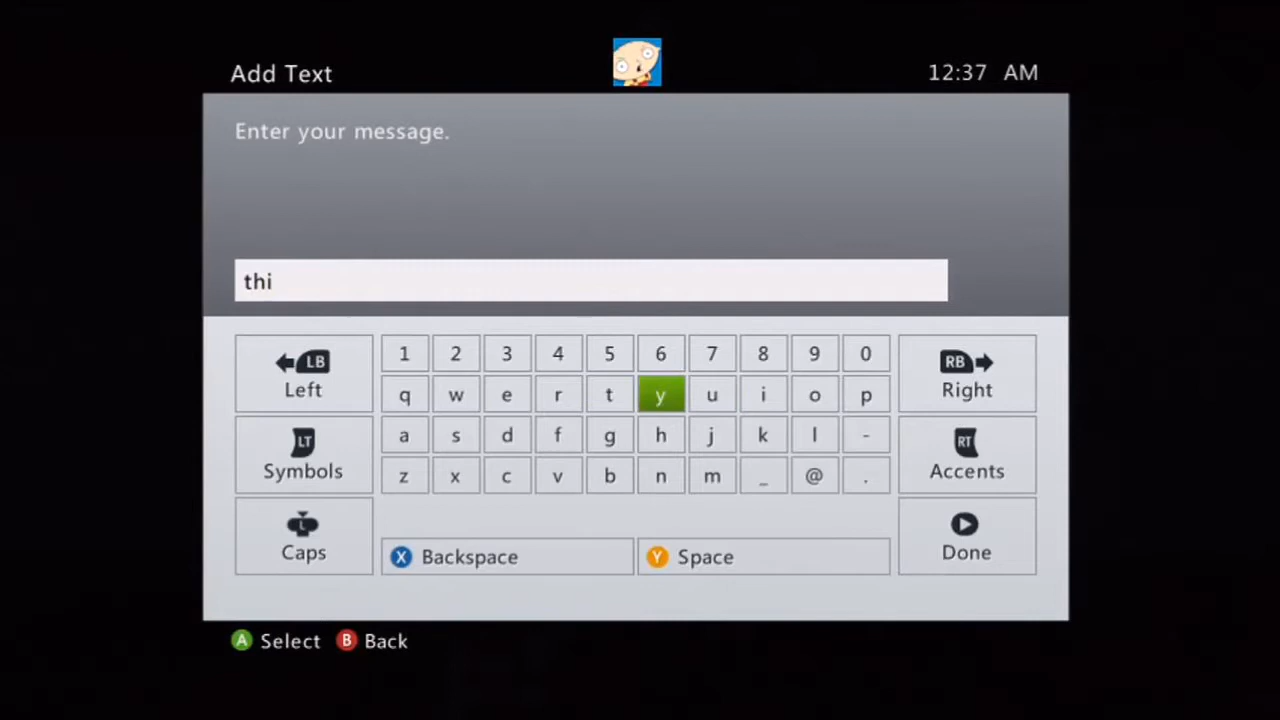 Add Text
12:37 AM
Enter your message.
thi
LB
Left
1 2 3 4 5 6 7 8 9 0
RB
Right
q w e r t y u i o p
LT
Symbols
a s d f g h j k l -
RT
Accents
z x c v b n m _ @ .
L
Caps
X Backspace
Y Space
Done
A Select B Back